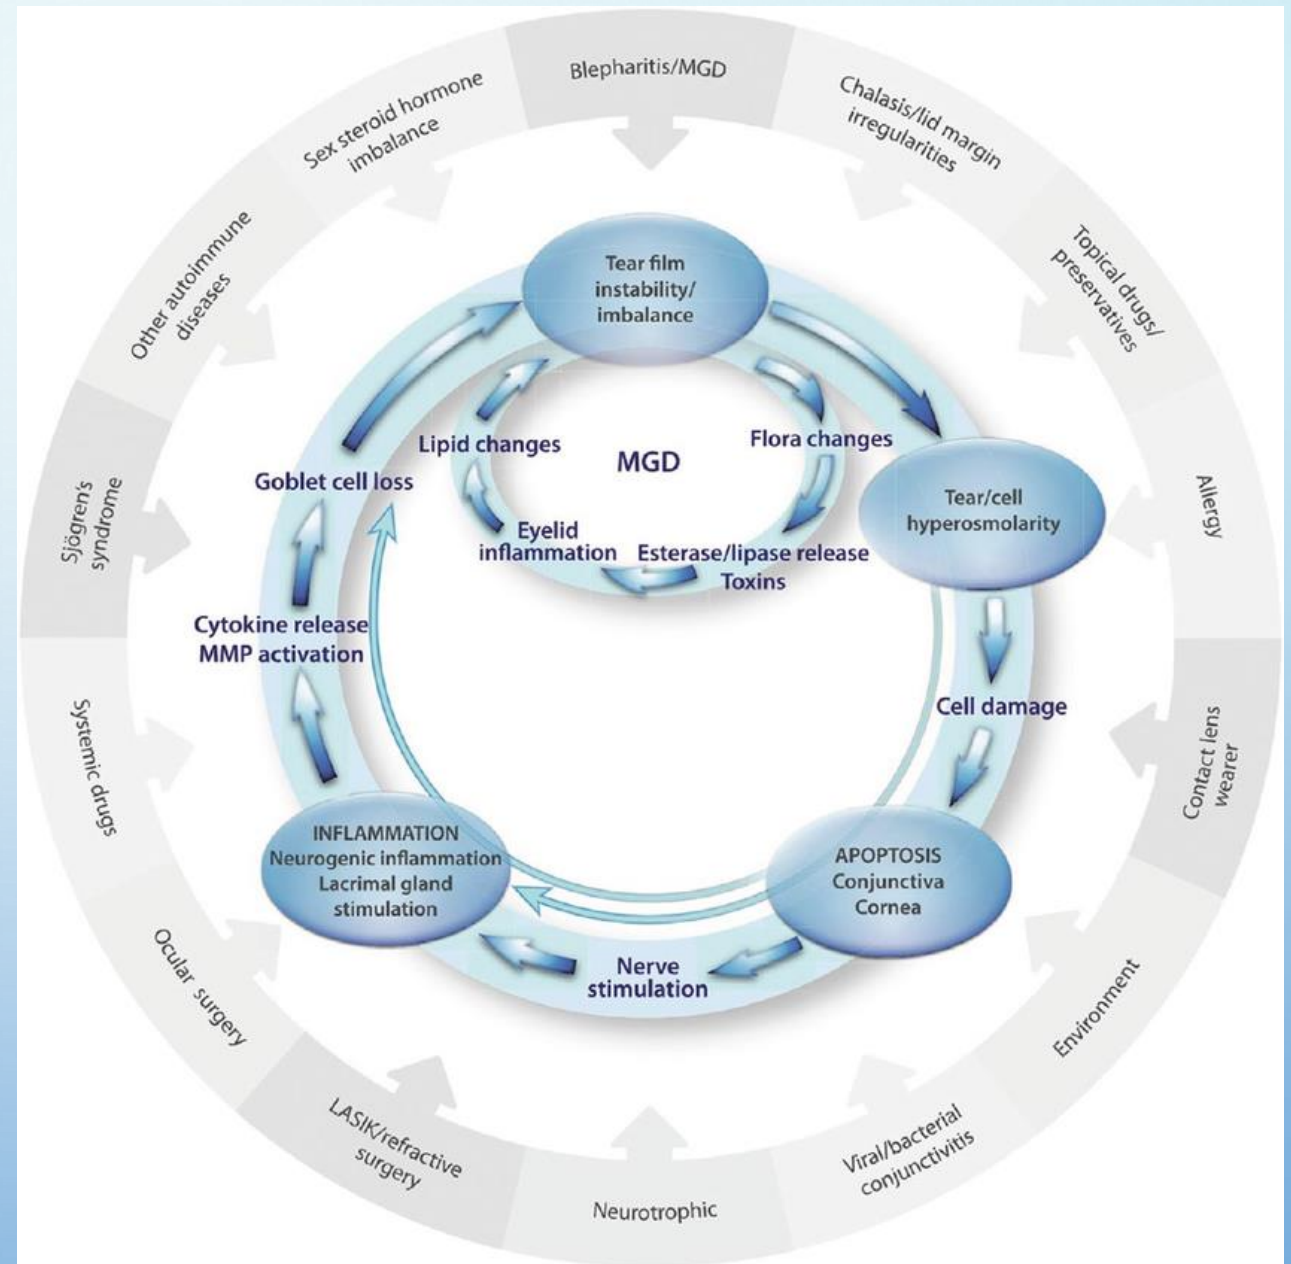 Blepharitis/MGD
Chalasis/lid margin
irregularities
Topical drugs/
preservatives
Allergy
Contact lens
wearer
Environment
Viral/bacterial
conjunctivitis
Neurotrophic
LASIK/refractive
surgery
Ocular surgery
Systemic drugs
Sjögren's
syndrome
Other autoimmune
diseases
Sex steroid hormone
imbalance
Tear film
instability/
imbalance
Tear/cell
hyperosmolarity
Cell damage
APOPTOSIS
Conjunctiva
Cornea
Nerve
stimulation
INFLAMMATION
Neurogenic inflammation
Lacrimal gland
stimulation
Cytokine release
MMP activation
Goblet cell loss
MGD
Flora changes
Esterase/lipase release
Toxins
Eyelid
inflammation
Lipid changes